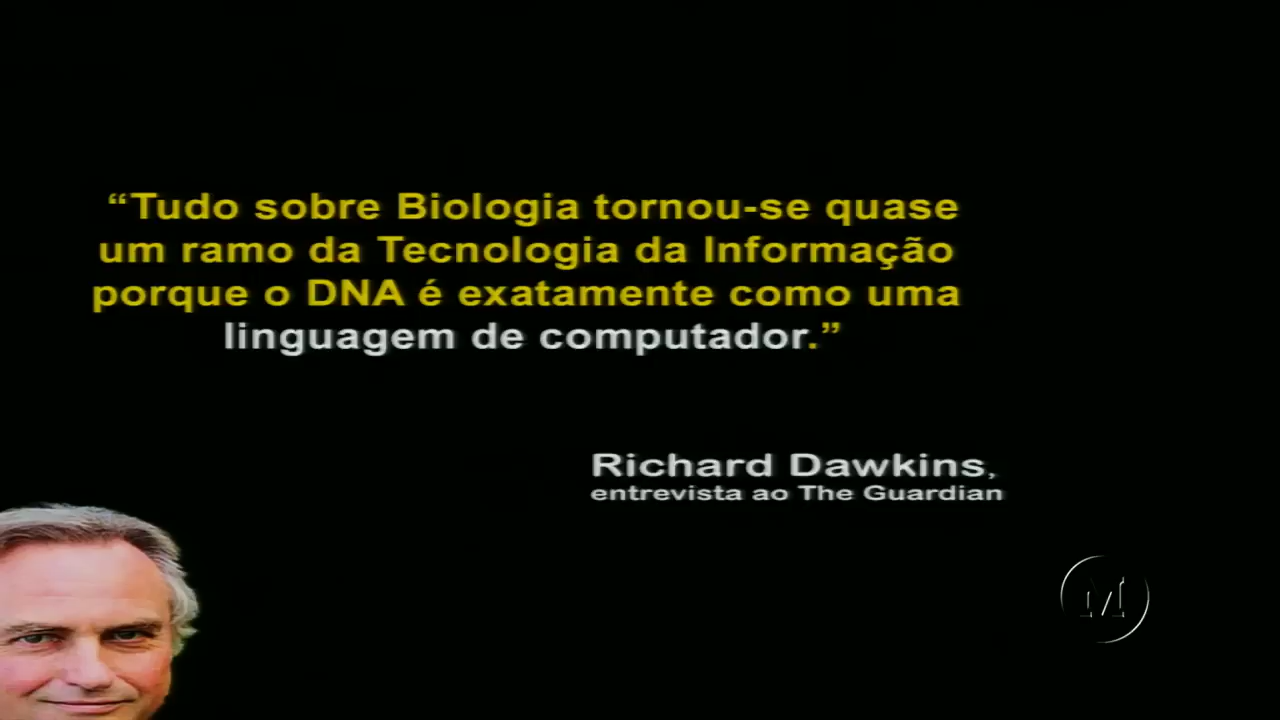 “Tudo sobre Biologia tornou-se quase
um ramo da Tecnologia da Informação
porque o DNA é exatamente como uma
linguagem de computador.”
Richard Dawkins,
entrevista ao The Guardian
M